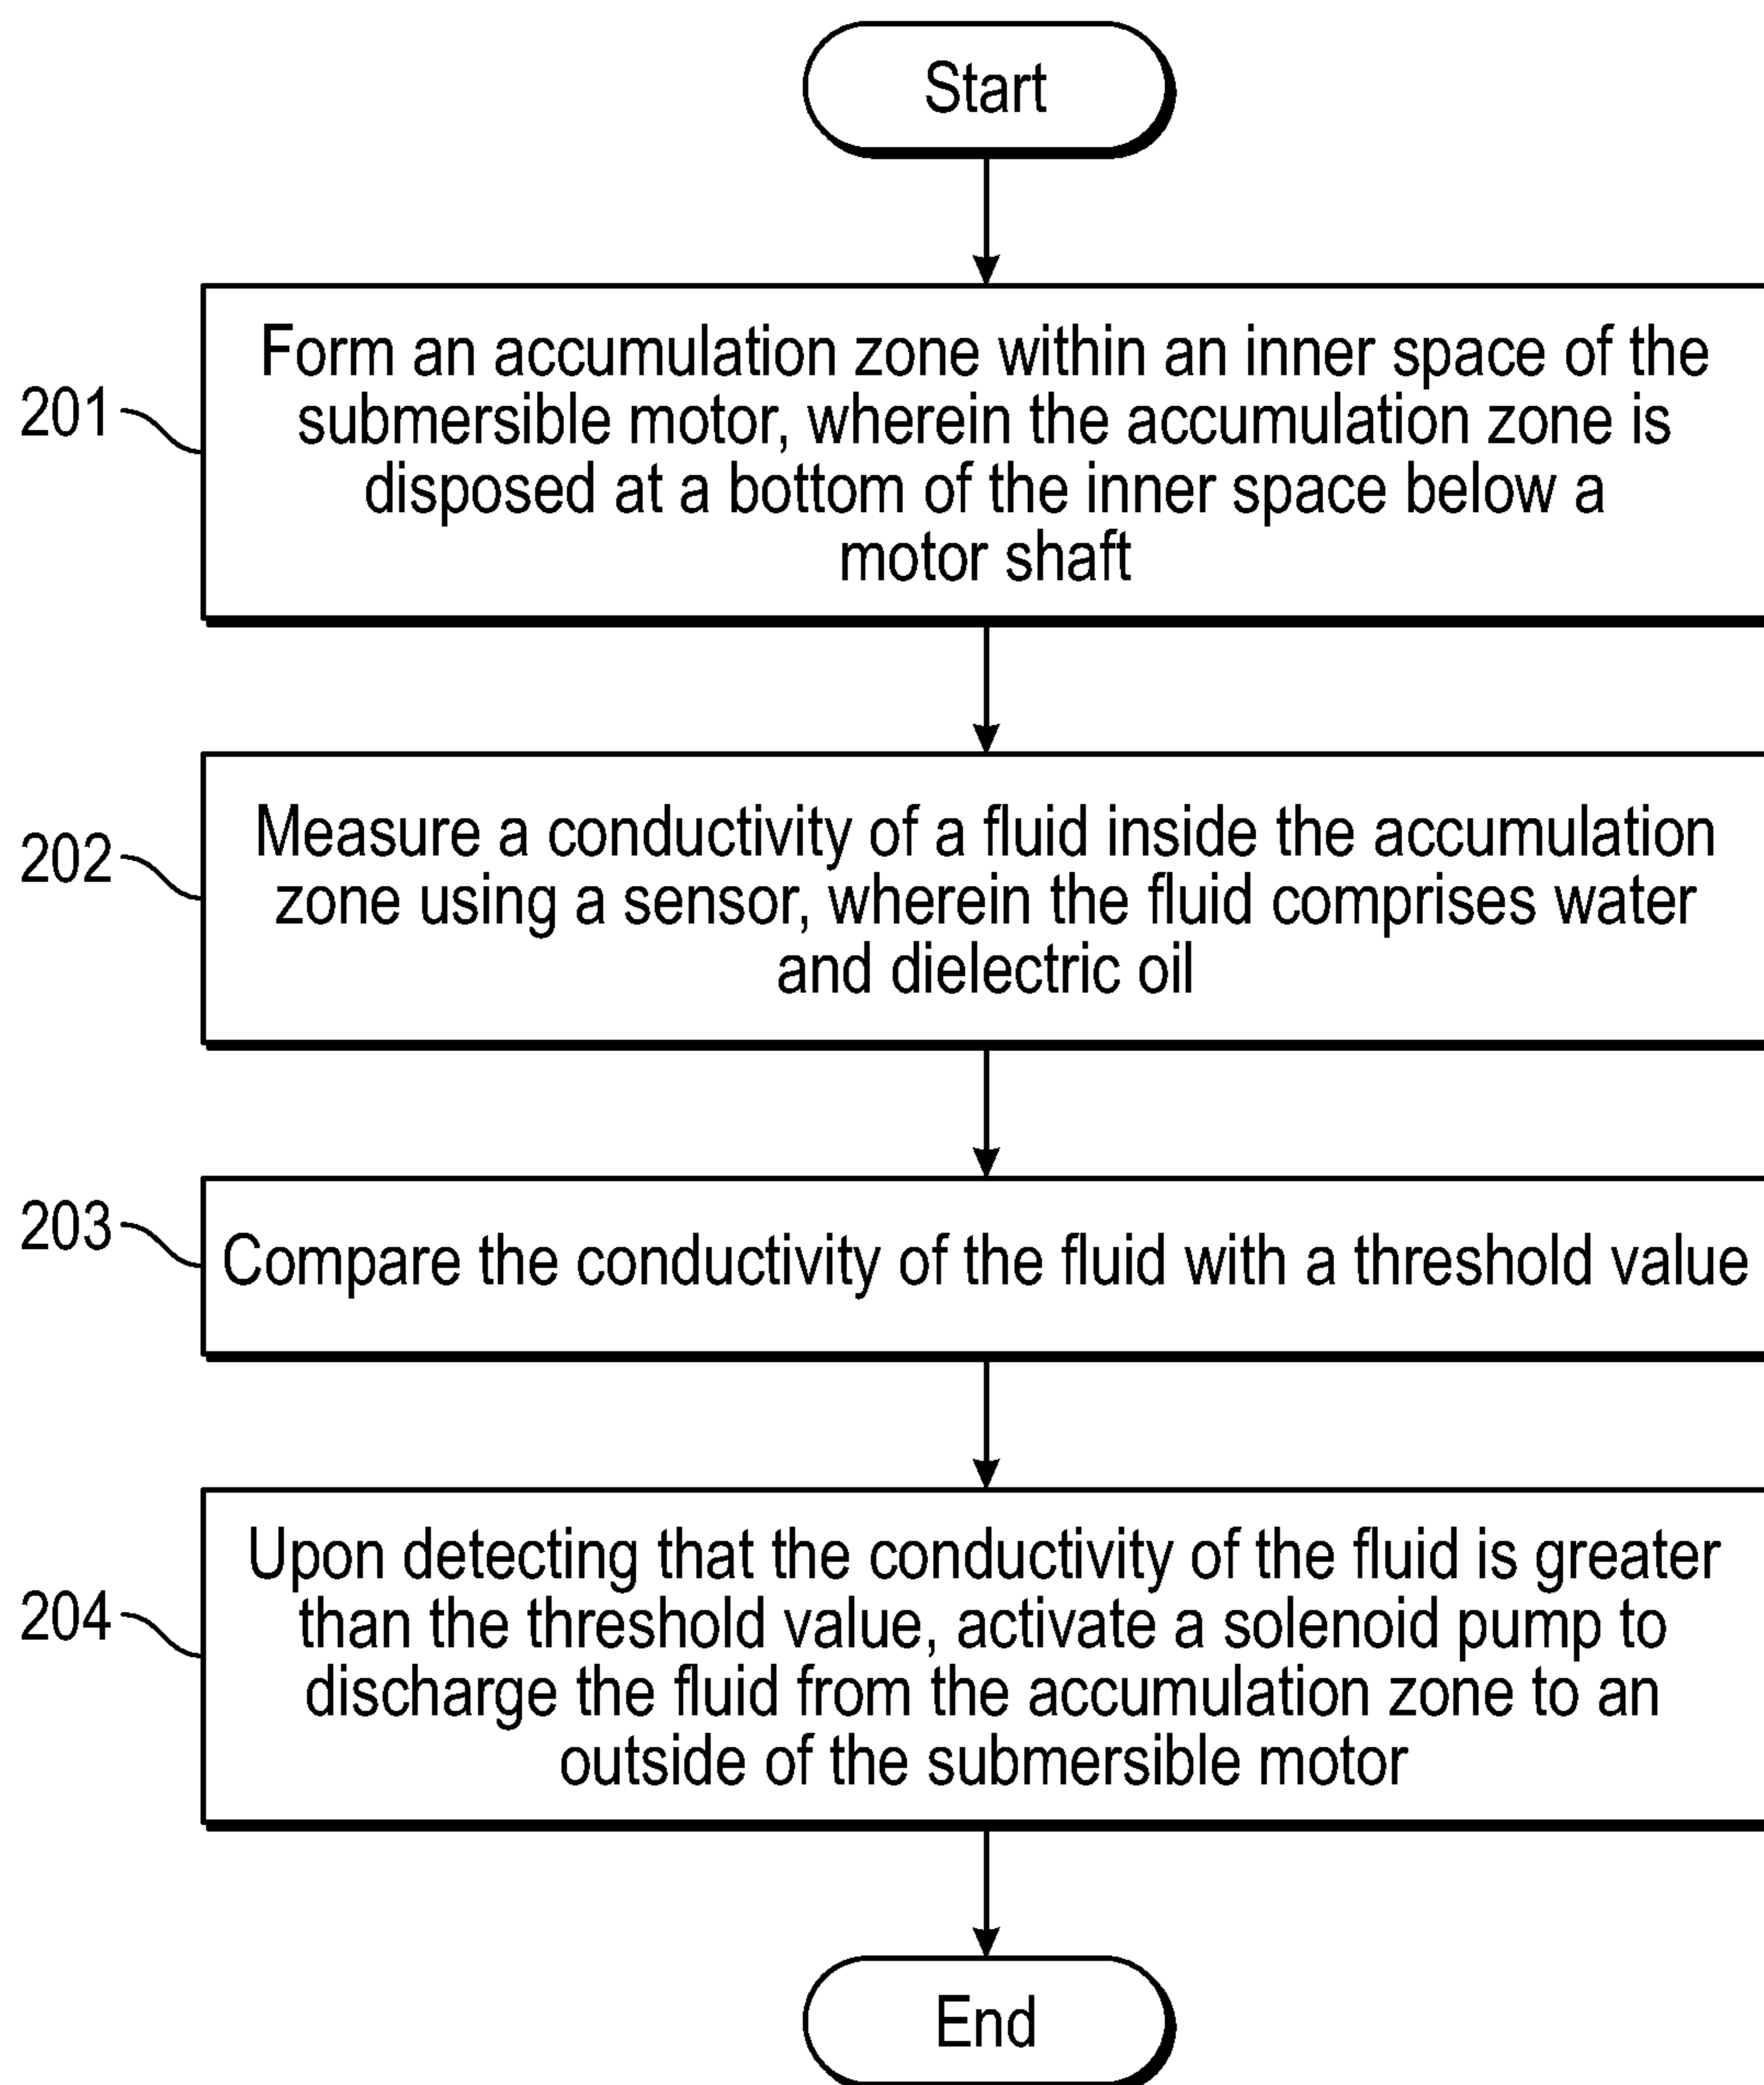 Start
201
Form an accumulation zone within an inner space of the
submersible motor, wherein the accumulation zone is
disposed at a bottom of the inner space below a
motor shaft
202
Measure a conductivity of a fluid inside the accumulation
zone using a sensor, wherein the fluid comprises water
and dielectric oil
203
Compare the conductivity of the fluid with a threshold value
204
Upon detecting that the conductivity of the fluid is greater
than the threshold value, activate a solenoid pump to
discharge the fluid from the accumulation zone to an
outside of the submersible motor
End